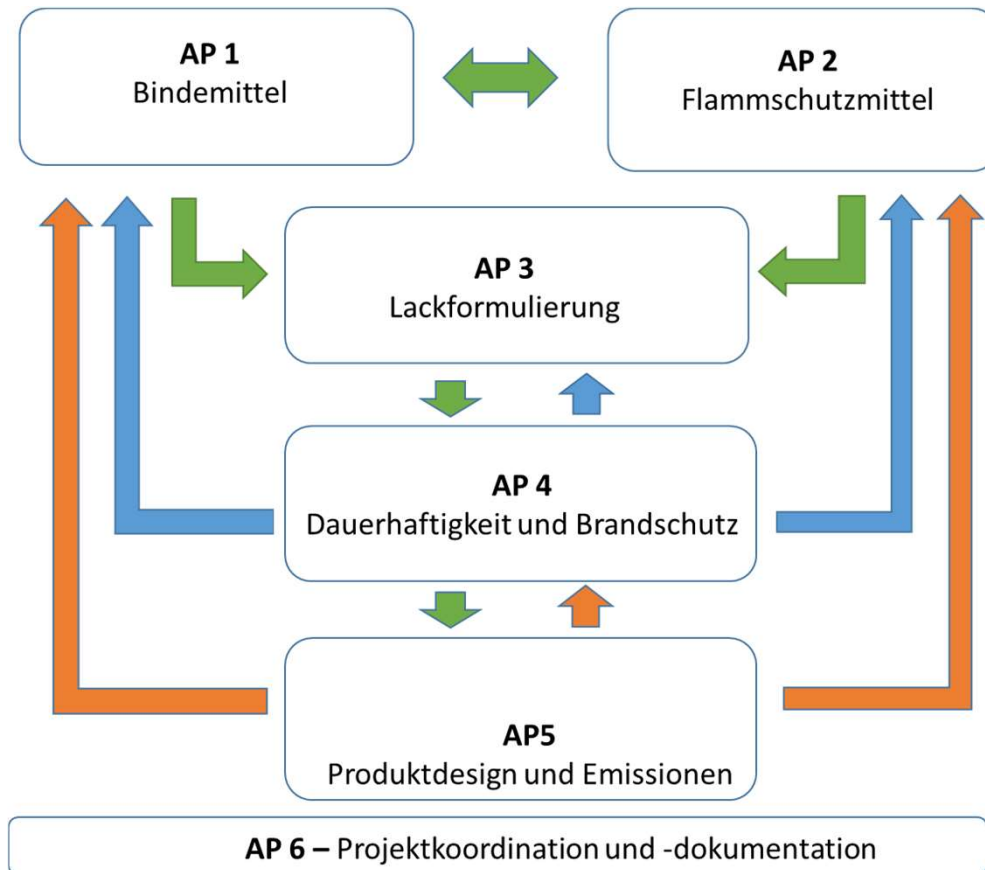 AP 1
Bindemittel
AP 2
Flammschutzmittel
AP 3
Lackformulierung
AP 4
Dauerhaftigkeit und Brandschutz
AP5
Produktdesign und Emissionen
AP 6 – Projektkoordination und -dokumentation